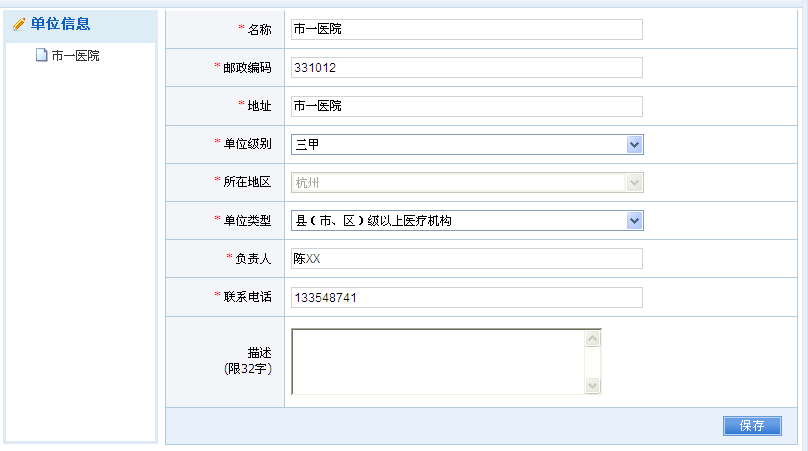 单位信息
市一医院
* 名称 市一医院
* 邮政编码 331012
* 地址 市一医院
* 单位级别 三甲
* 所在地区 杭州
* 单位类型 县（市、区）级以上医疗机构
* 负责人 陈XX
* 联系电话 133548741
描述
(限32字)
保存